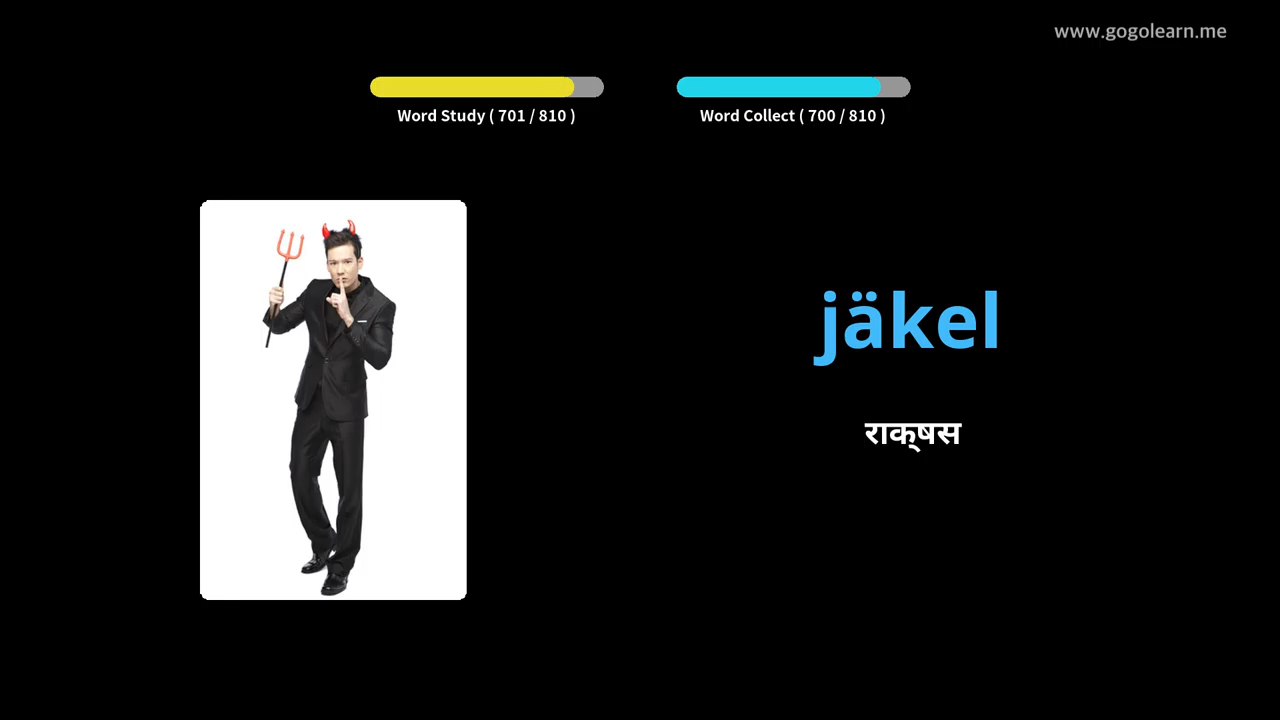 www.gogolearn.me
Word Study ( 701 / 810 )
Word Collect ( 700 / 810 )
jäkel
राक्षस